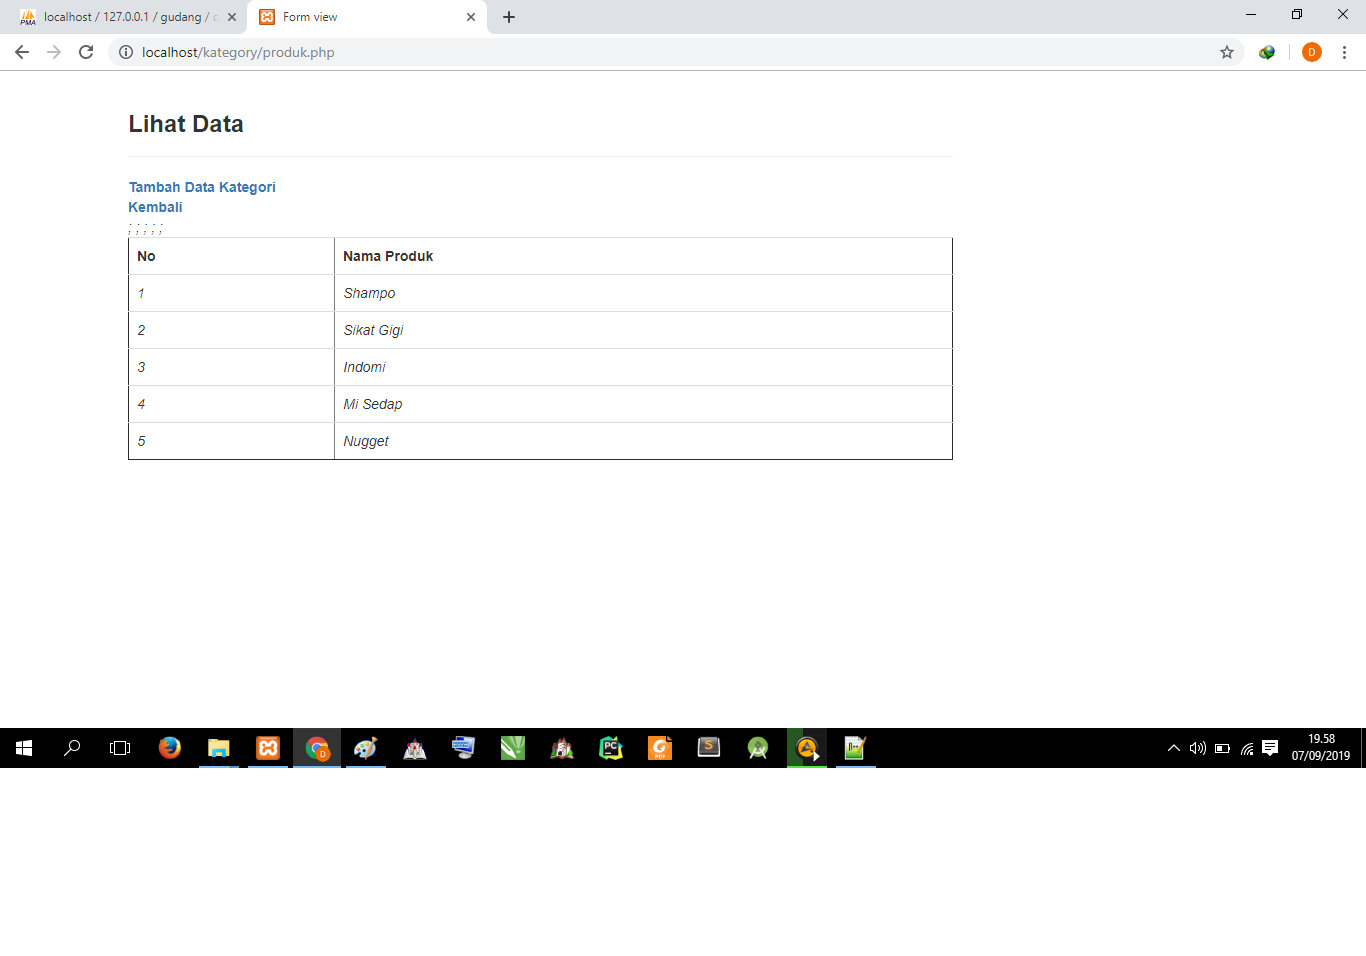 localhost / 127.0.0.1 / gudang / c
Form view
localhost/kategory/produk.php
D
Lihat Data
Tambah Data Kategori
Kembali
; ; ; ; ;
No Nama Produk
1 Shampo
2 Sikat Gigi
3 Indomi
4 Mi Sedap
5 Nugget
19.58
07/09/2019